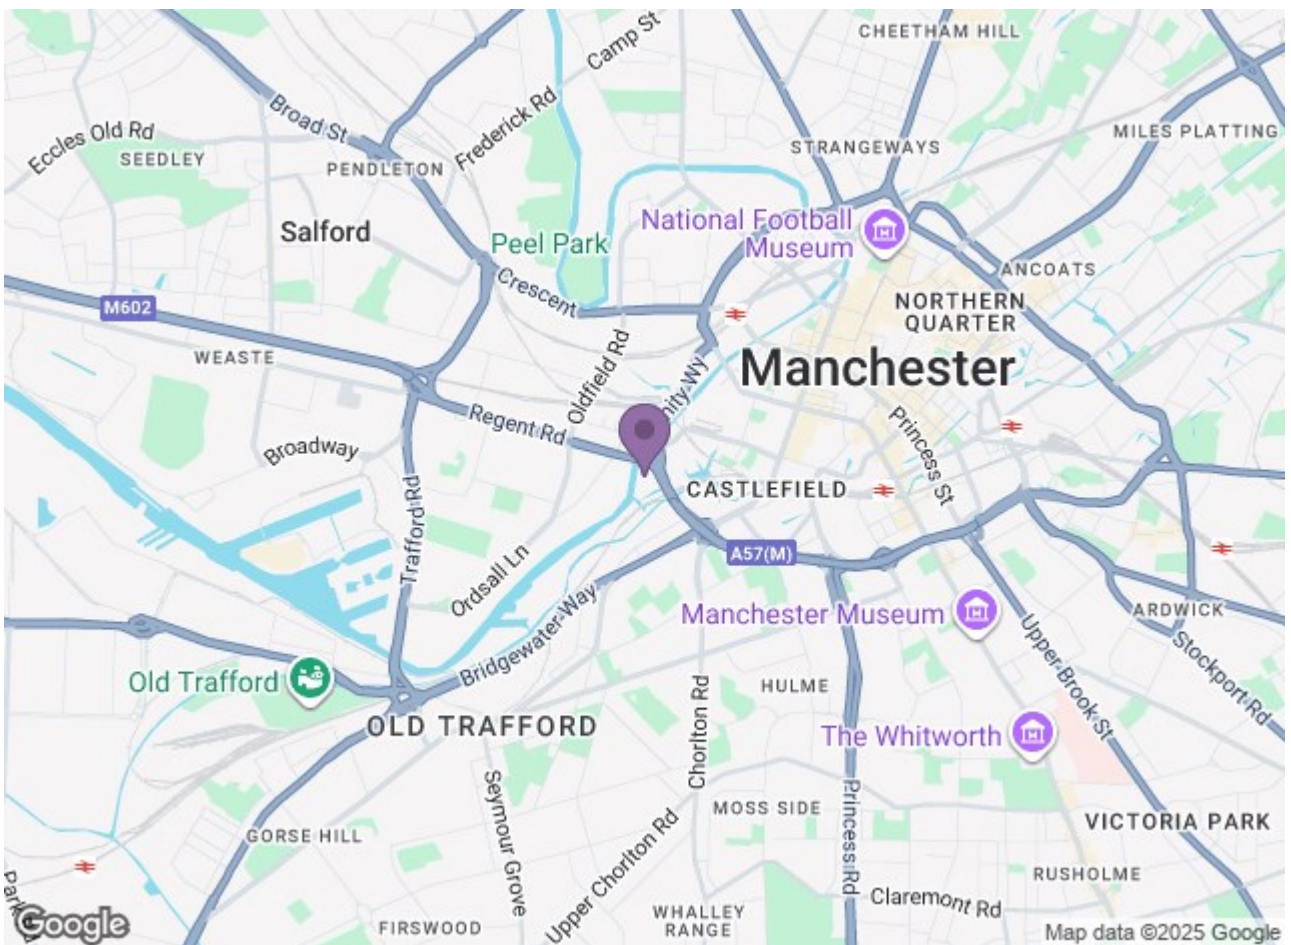 CHEETHAM HILL
Camp St
Broad St
Frederick Rd
Eccles Old Rd
SEEDLEY
MILES PLATTING
STRANGEWAYS
PENDLETON
National Football
Museum
Salford
Peel Park
ANCOATS
Crescent
NORTHERN
QUARTER
M602
WEASTE
Oldfield Rd
Manchester
Regent Rd
Princess St
Broadway
CASTLEFIELD
Trafford Rd
A57(M)
Ordsall Ln
Bridgewater Way
Manchester Museum
ARDWICK
Upper Brook St
Stockport Rd
Old Trafford
HULME
OLD TRAFFORD
Chorlton Rd
The Whitworth
Seymour Grove
Princess Rd
MOSS SIDE
VICTORIA PARK
GORSE HILL
Upper Chorlton Rd
RUSHOLME
Claremont Rd
WHALLEY
RANGE
FIRSWOOD
Google
Map data ©2025 Google